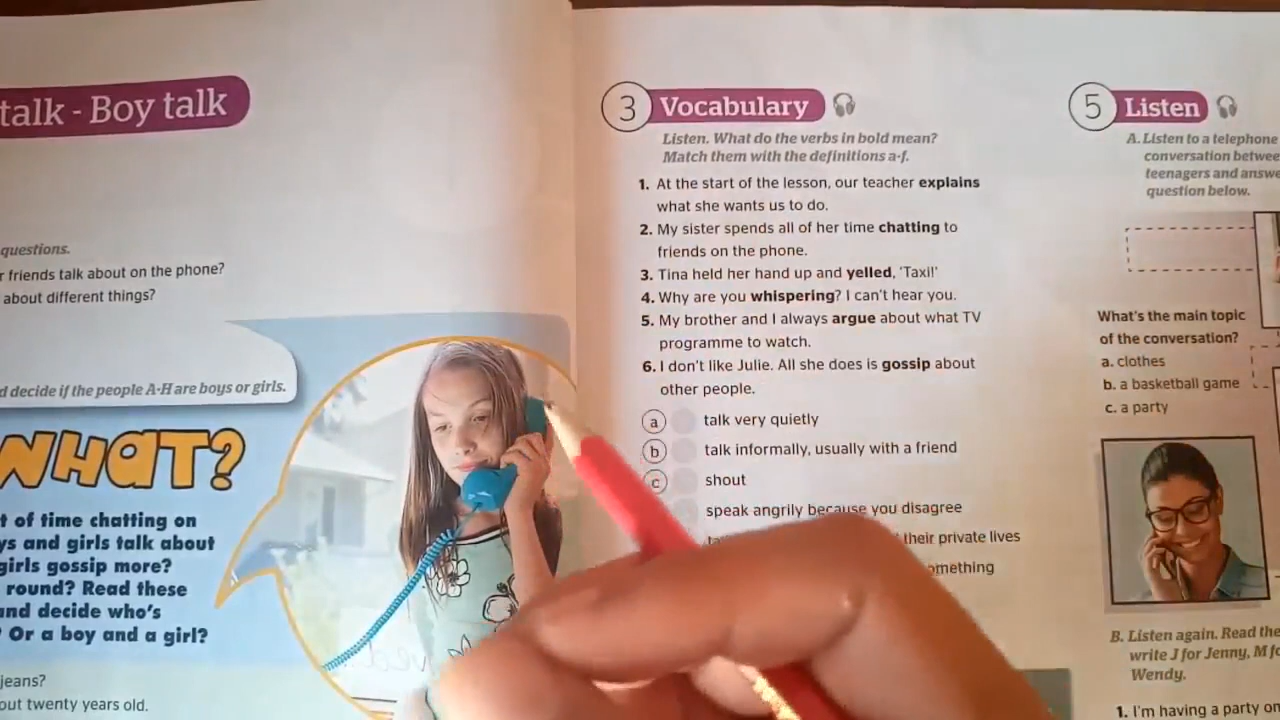 talk - Boy talk
questions.
friends talk about on the phone?
about different things?
decide if the people A-H are boys or girls.
WHAT?
of time chatting on
and girls talk about
girls gossip more?
round? Read these
and decide who's
Or a boy and a girl?
jeans?
twenty years old.
3 Vocabulary
Listen. What do the verbs in bold mean?
Match them with the definitions a-f.
1. At the start of the lesson, our teacher explains
what she wants us to do.
2. My sister spends all of her time chatting to
friends on the phone.
3. Tina held her hand up and yelled, 'Taxi!'
4. Why are you whispering? I can't hear you.
5. My brother and I always argue about what TV
programme to watch.
6. I don't like Julie. All she does is gossip about
other people.
a talk very quietly
b talk informally, usually with a friend
c shout
speak angrily because you disagree
their private lives
5 Listen
A. Listen to a telephone
conversation
teenagers and
question below.
What's the main topic
of the conversation?
a. clothes
b. a basketball game
c. a party
B. Listen again. Read the
write J for Jenny, M
Wendy.
1. I'm having a party on